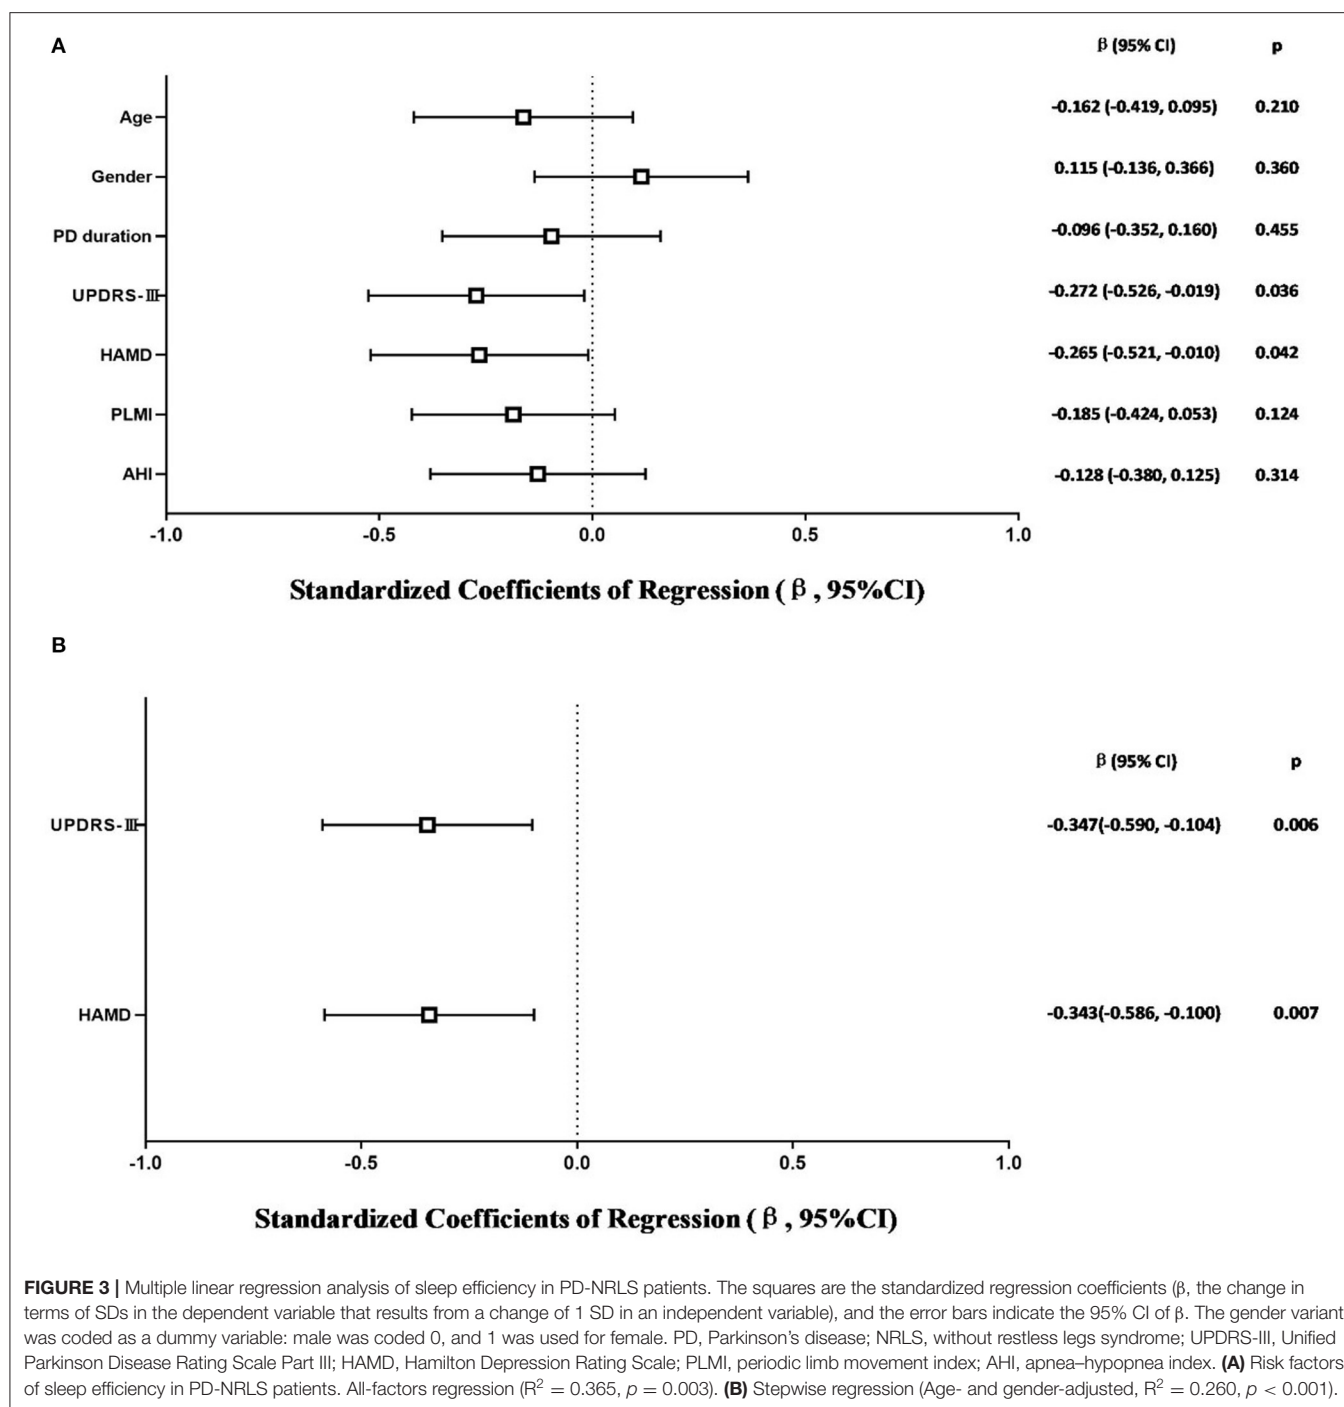 A
β (95% CI) p
Age -0.162 (-0.419, 0.095) 0.210
Gender 0.115 (-0.136, 0.366) 0.360
PD duration -0.096 (-0.352, 0.160) 0.455
UPDRS-Ⅲ -0.272 (-0.526, -0.019) 0.036
HAMD -0.265 (-0.521, -0.010) 0.042
PLMI -0.185 (-0.424, 0.053) 0.124
AHI -0.128 (-0.380, 0.125) 0.314
-1.0 -0.5 0.0 0.5 1.0
Standardized Coefficients of Regression ( β , 95%CI)
B
β (95% CI) p
UPDRS-Ⅲ -0.347(-0.590, -0.104) 0.006
HAMD -0.343(-0.586, -0.100) 0.007
-1.0 -0.5 0.0 0.5 1.0
Standardized Coefficients of Regression ( β , 95%CI)
FIGURE 3 | Multiple linear regression analysis of sleep efficiency in PD-NRLS patients. The squares are the standardized regression coefficients (β, the change in
terms of SDs in the dependent variable that results from a change of 1 SD in an independent variable), and the error bars indicate the 95% CI of β. The gender variant
was coded as a dummy variable: male was coded 0, and 1 was used for female. PD, Parkinson's disease; NRLS, without restless legs syndrome; UPDRS-III, Unified
Parkinson Disease Rating Scale Part III; HAMD, Hamilton Depression Rating Scale; PLMI, periodic limb movement index; AHI, apnea–hypopnea index. (A) Risk factors
of sleep efficiency in PD-NRLS patients. All-factors regression (R² = 0.365, p = 0.003). (B) Stepwise regression (Age- and gender-adjusted, R² = 0.260, p < 0.001).